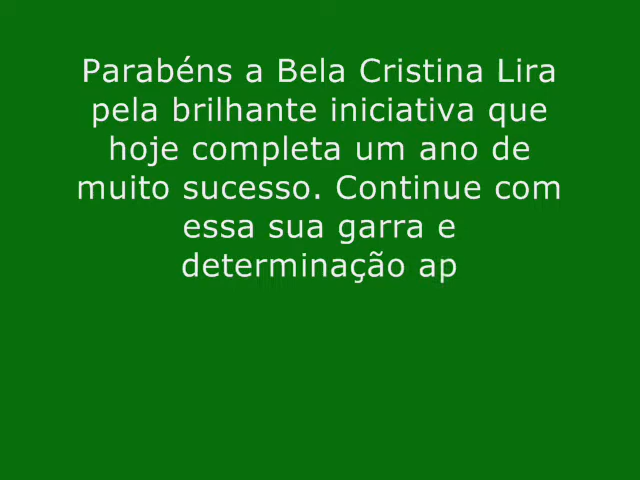 Parabéns a Bela Cristina Lira
pela brilhante iniciativa que
hoje completa um ano de
muito sucesso. Continue com
essa sua garra e
determinação ap